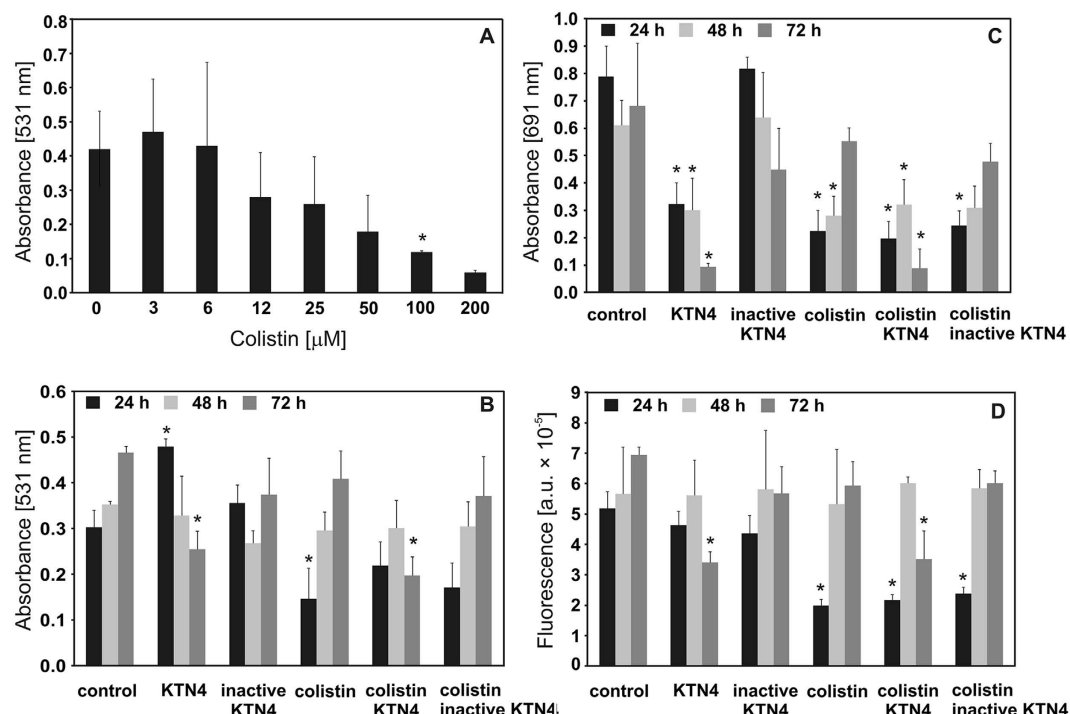 A
Absorbance [531 nm]
0.8
0.7
0.6
0.5
0.4
0.3
0.2
0.1
0.0
*
0 3 6 12 25 50 100 200
Colistin [μM]
24 h 48 h 72 h
C
Absorbance [691 nm]
1.0
0.9
0.8
0.7
0.6
0.5
0.4
0.3
0.2
0.1
0.0
* * * * * * * * *
control KTN4 inactive colistin colistin colistin
KTN4 KTN4 inactive KTN4
24 h 48 h 72 h
B
Absorbance [531 nm]
0.6
0.5
0.4
0.3
0.2
0.1
0.0
* * * *
control KTN4 inactive colistin colistin colistin
KTN4 KTN4 inactive KTN4
24 h 48 h 72 h
D
Fluorescence [a.u. × 10⁻⁵]
9
8
7
6
5
4
3
2
1
0
* * * * *
control KTN4 inactive colistin colistin colistin
KTN4 KTN4 inactive KTN4